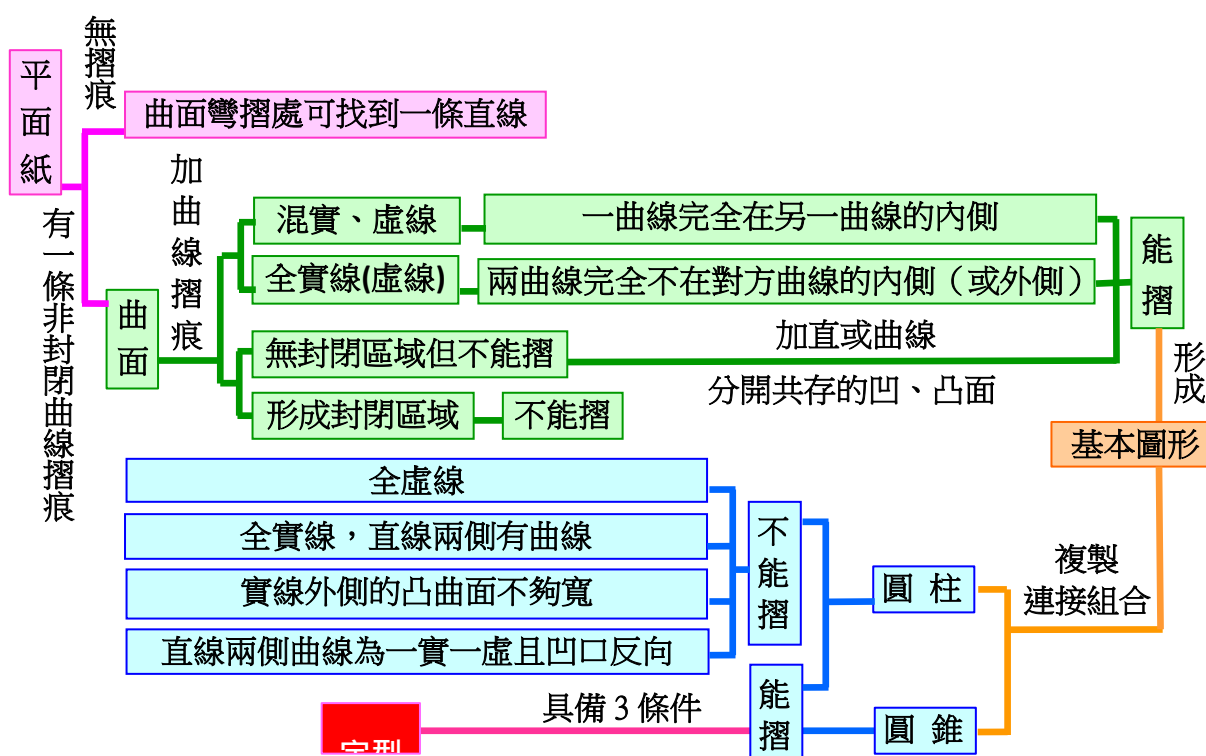 平面紙
無摺痕
曲面彎摺處可找到一條直線
有一條非封閉曲線摺痕
曲面
加曲線摺痕
混實、虛線
一曲線完全在另一曲線的內側
全實線(虛線)
兩曲線完全不在對方曲線的內側（或外側）
能摺
無封閉區域但不能摺
加直或曲線
分開共存的凹、凸面
形成封閉區域
不能摺
形成
基本圖形
全虛線
全實線，直線兩側有曲線
實線外側的凸曲面不夠寬
直線兩側曲線為一實一虛且凹口反向
不能摺
圓柱
複製
連接組合
能摺
圓錐
具備3條件
定型